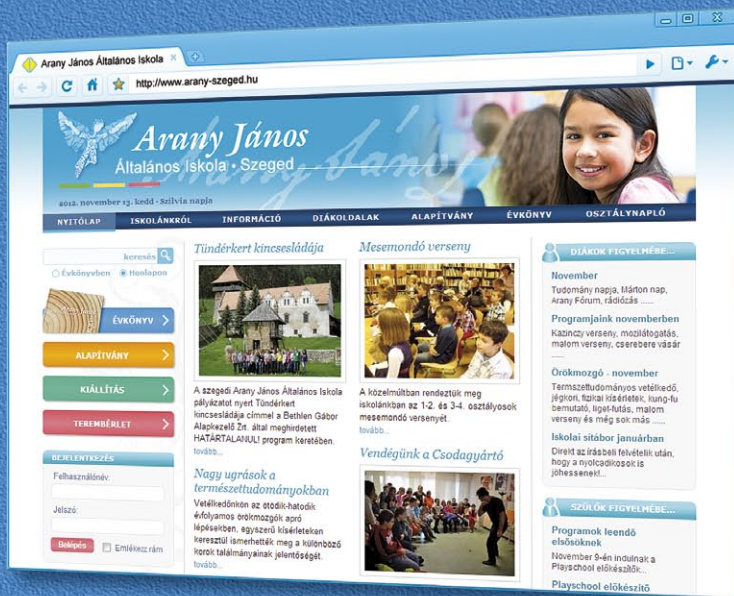 Arany János Általános Iskola
http://www.arany-szeged.hu
Arany János
Általános Iskola · Szeged
2012. november 13. kedd · Szilvia napja
NYITÓLAP
ISKOLÁNKRÓL
INFORMÁCIÓ
DIÁKOLDALAK
ALAPÍTVÁNY
ÉVKÖNYV
OSZTÁLYNAPLÓ
keresés
Évkönyvben
Honlapon
ÉVKÖNYV
ALAPÍTVÁNY
KIÁLLÍTÁS
TEREMBÉRLET
BEJELENTKEZÉS
Felhasználónév:
Jelszó:
Belépés
Emlékezz rám
Tündérkert kincsesládája
A szegedi Arany János Általános Iskola
pályázatot nyert Tündérkert
kincsesládája címmel a Bethlen Gábor
Alapkezelő Zrt. által meghirdetett
HATÁRTALANUL! program keretében.
tovább...
Nagy ugrások a
természettudományokban
Vetélkedőnkön az ötödik-hatodik
évfolyamos örökmozgók apró
lépésekben, egyszerű kísérleteken
keresztül ismerhették meg a különböző
korok találmányainak jelentőségét.
tovább...
Mesemondó verseny
A közelmúltban rendeztük meg
iskolánkban az 1-2. és 3-4. osztályosok
mesemondó versenyét.
tovább...
Vendégünk a Csodagyártó
DIÁKOK FIGYELMÉBE...
November
Tudomány napja, Márton nap,
Arany Fórum, rádiózás ......
Programjaink novemberben
Kazinczy verseny, mozilátogatás,
malom verseny, cserebere vásár
......
Örökmozgó - november
Természettudományos vetélkedő,
jégkori, fizikai kísérletek, kung-fu
bemutató, liget-futás, malom
verseny és még sok más ......
Iskolai sítábor januárban
Direkt az írásbeli felvételik után,
hogy a nyolcadikosok is
jöhessenek!...
SZÜLŐK FIGYELMÉBE...
Programok leendő
elsősöknek
November 9-én indulnak a
Playschool előkészítők...
Playschool előkészítő